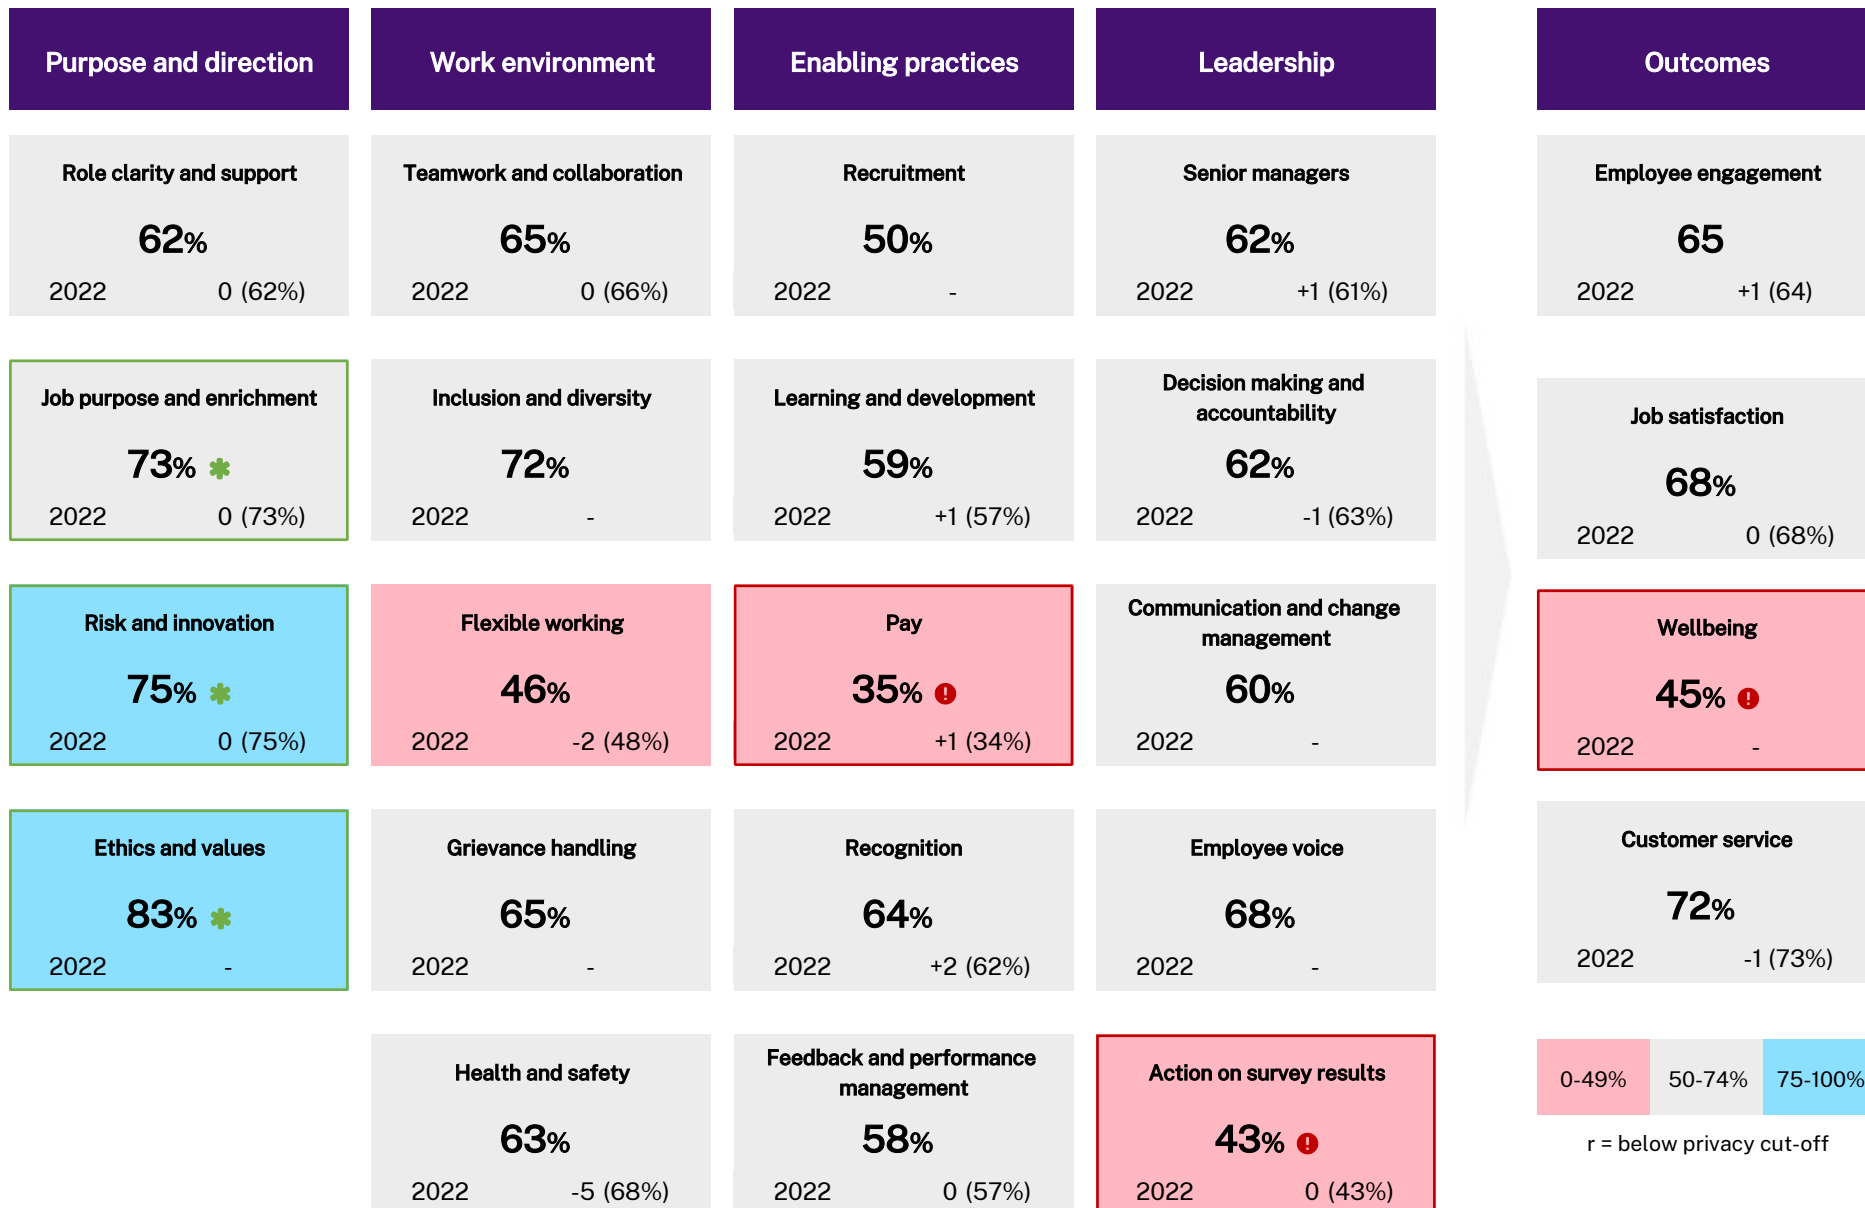 Purpose and direction
Role clarity and support
62%
2022 0 (62%)
Job purpose and enrichment
73%
2022 0 (73%)
Risk and innovation
75%
2022 0 (75%)
Ethics and values
83%
2022 -
Work environment
Teamwork and collaboration
65%
2022 0 (66%)
Inclusion and diversity
72%
2022 -
Flexible working
46%
2022 -2 (48%)
Grievance handling
65%
2022 -
Health and safety
63%
2022 -5 (68%)
Enabling practices
Recruitment
50%
2022 -
Learning and development
59%
2022 +1 (57%)
Pay
35%
2022 +1 (34%)
Recognition
64%
2022 +2 (62%)
Feedback and performance
management
58%
2022 0 (57%)
Leadership
Senior managers
62%
2022 +1 (61%)
Decision making and
accountability
62%
2022 -1 (63%)
Communication and change
management
60%
2022 -
Employee voice
68%
2022 -
Action on survey results
43%
2022 0 (43%)
Outcomes
Employee engagement
65
2022 +1 (64)
Job satisfaction
68%
2022 0 (68%)
Wellbeing
45%
2022 -
Customer service
72%
2022 -1 (73%)
0-49% 50-74% 75-100%
r = below privacy cut-off